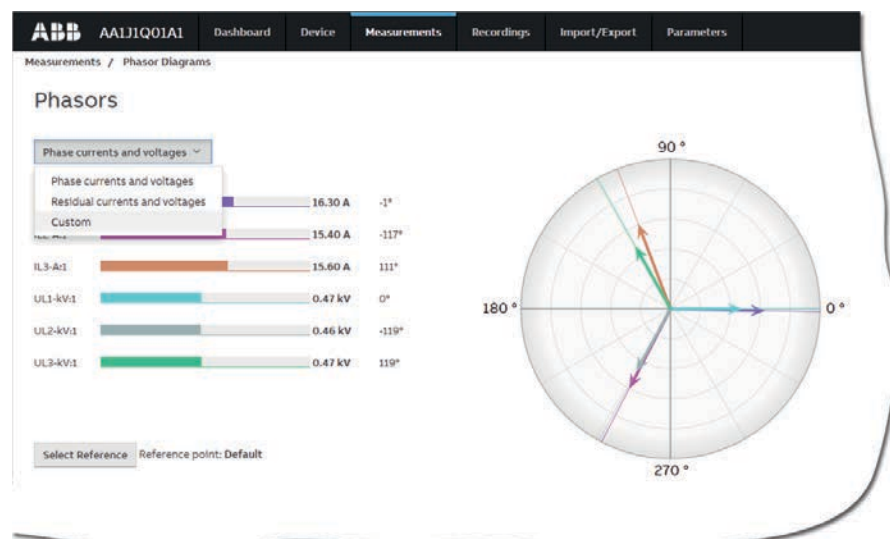 ABB AA1J1Q01A1 Dashboard Device Measurements Recordings Import/Export Parameters
Measurements / Phasor Diagrams
Phasors
Phase currents and voltages
Phase currents and voltages
Residual currents and voltages
Custom
16.30 A -1°
15.40 A -117°
IL3-A:1 15.60 A 111°
UL1-kV:1 0.47 kV 0°
UL2-kV:1 0.46 kV -119°
UL3-kV:1 0.47 kV 119°
Select Reference Reference point: Default
90 °
180 °
0 °
270 °